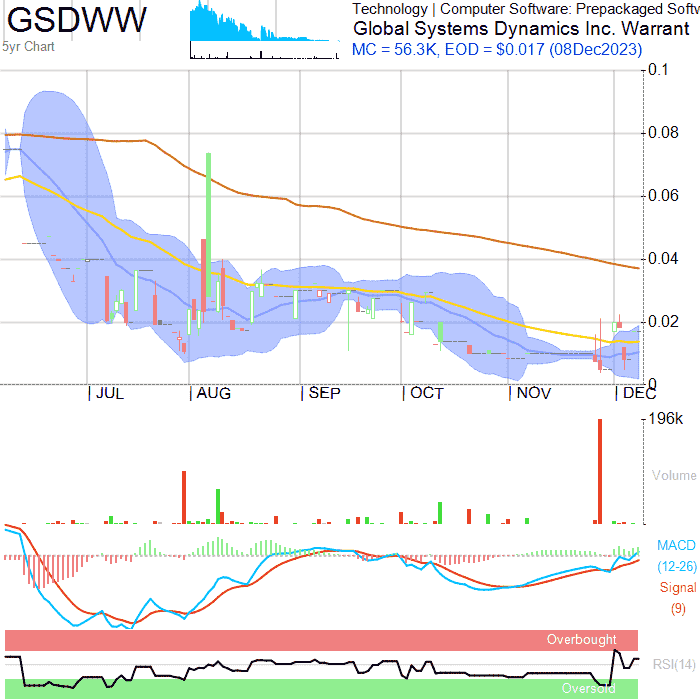 GSDWW
5yr Chart
Technology | Computer Software: Prepackaged Softw
Global Systems Dynamics Inc. Warrant
MC = 56.3K, EOD = $0.017 (08Dec2023)
0.1
0.08
0.06
0.04
0.02
0
JUL AUG SEP OCT NOV DEC
196k
Volume
MACD
(12-26)
Signal
(9)
Overbought
RSI(14)
Oversold